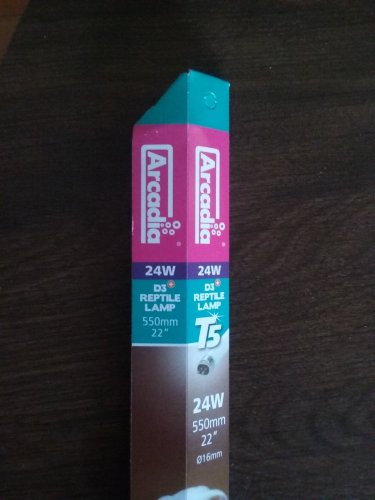 Arcadia
®
24W
D3+
REPTILE
LAMP
550mm
22"
Arcadia
®
24W
D3+
REPTILE
LAMP
T5
24W
550mm
22"
Ø16mm